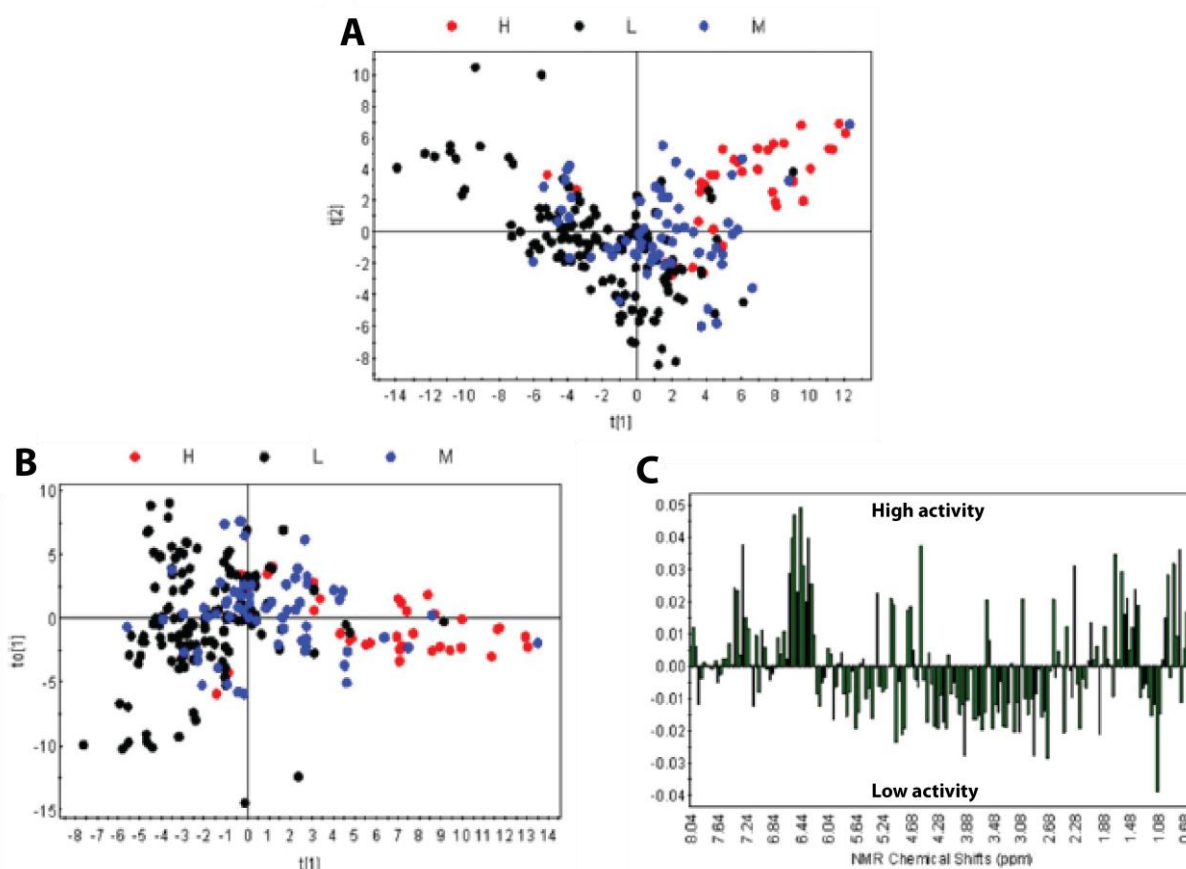 A
H L M
10
8
6
4
2
0
-2
-4
-6
-8
t[2]
-14 -12 -10 -8 -6 -4 -2 0 2 4 6 8 10 12
t[1]
B
H L M
10
5
0
-5
-10
-15
to[1]
-8 -7 -6 -5 -4 -3 -2 -1 0 1 2 3 4 5 6 7 8 9 10 11 12 13 14
t[1]
C
High activity
0.05
0.04
0.03
0.02
0.01
0.00
-0.01
-0.02
-0.03
-0.04
Low activity
8.04 7.64 7.24 6.84 6.44 6.04 5.64 5.24 4.68 4.28 3.88 3.48 3.08 2.68 2.28 1.88 1.48 1.08 0.68
NMR Chemical Shifts (ppm)